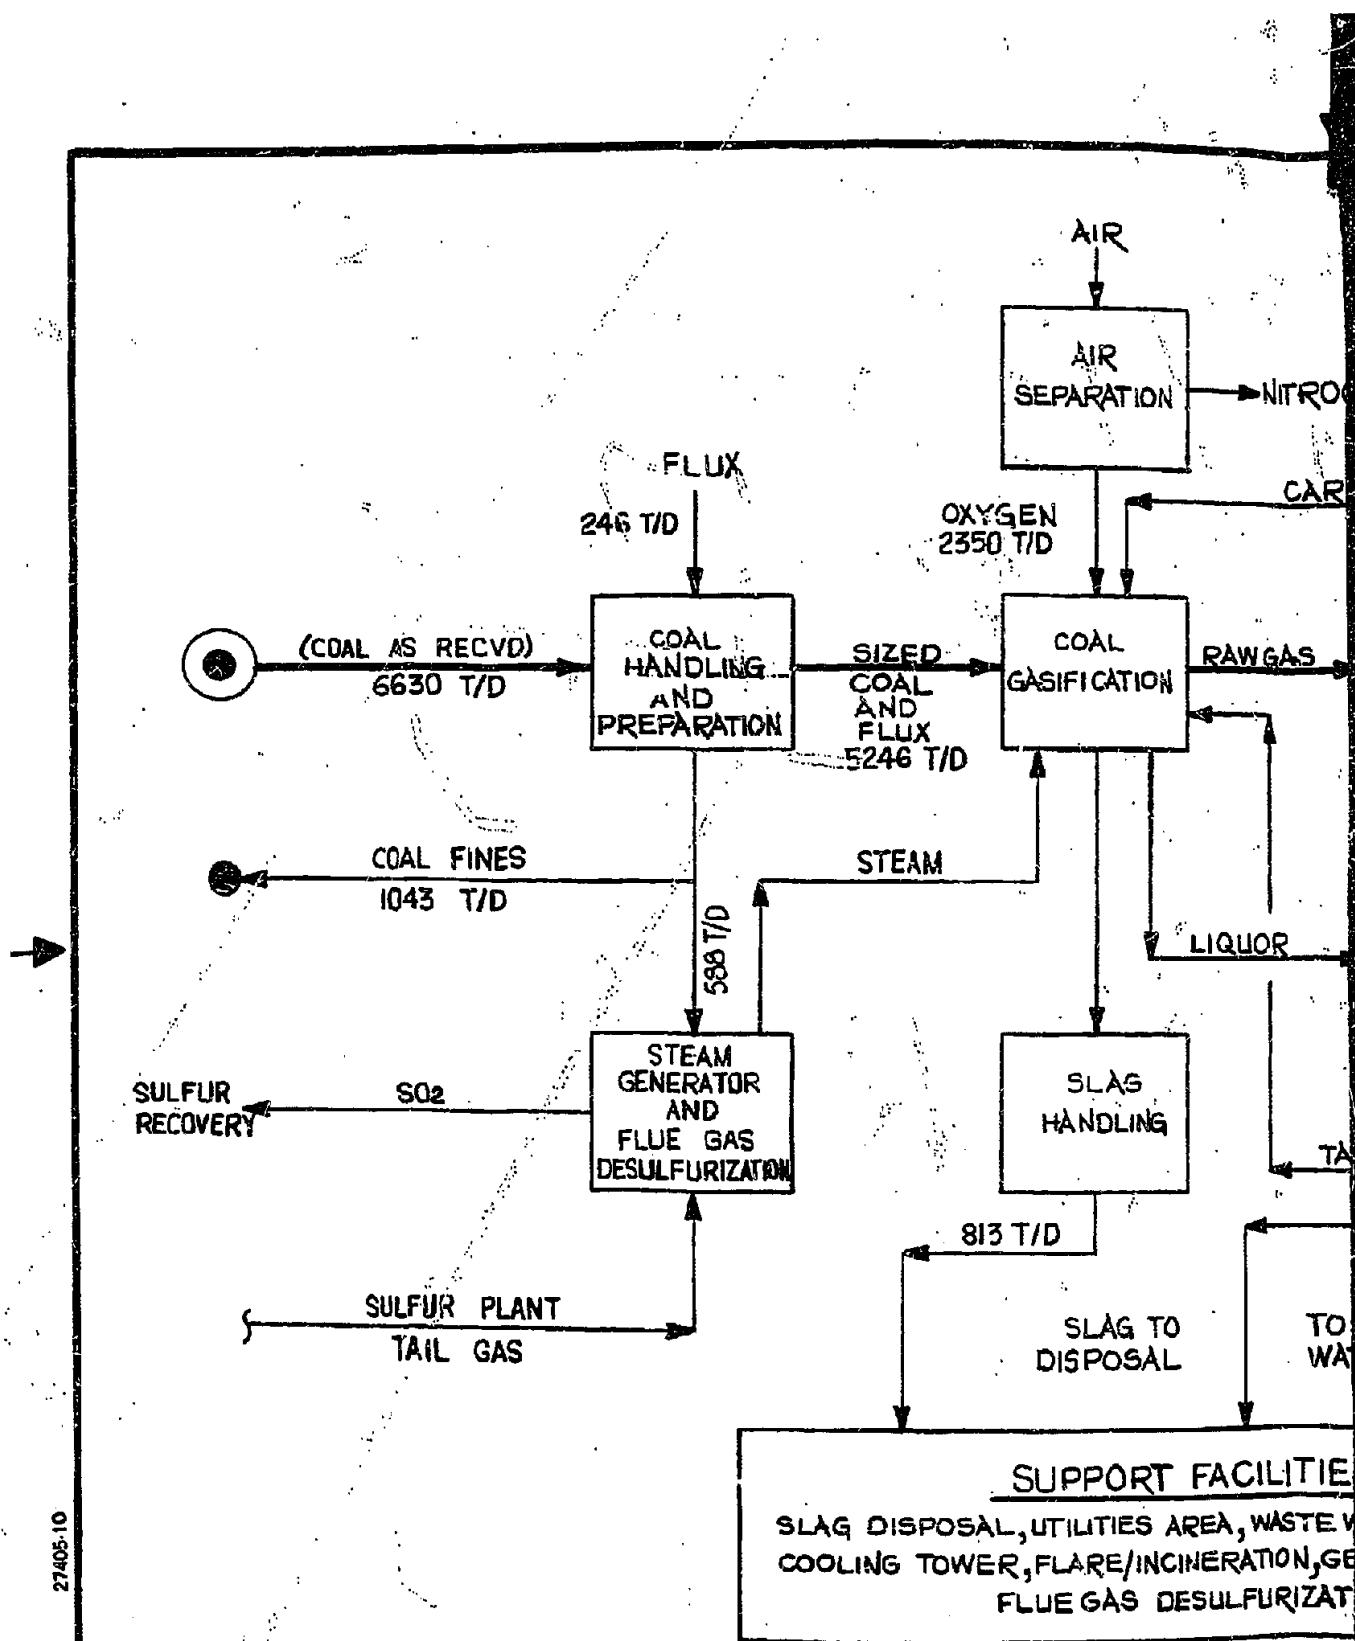 AIR
AIR
SEPARATION
NITROG
FLUX
246 T/D
OXYGEN
2350 T/D
CAR
(COAL AS RECVD)
6630 T/D
COAL
HANDLING
AND
PREPARATION
SIZED
COAL
AND
FLUX
5246 T/D
COAL
GASIFICATION
RAW GAS
COAL FINES
1043 T/D
588 T/D
STEAM
LIQUOR
SULFUR
RECOVERY
SO2
STEAM
GENERATOR
AND
FLUE GAS
DESULFURIZATION
SLAG
HANDLING
TA
813 T/D
SULFUR PLANT
TAIL GAS
SLAG TO
DISPOSAL
TO
WAT
SUPPORT FACILITIE
SLAG DISPOSAL, UTILITIES AREA, WASTE W
COOLING TOWER, FLARE/INCINERATION, GE
FLUE GAS DESULFURIZAT
27405-10